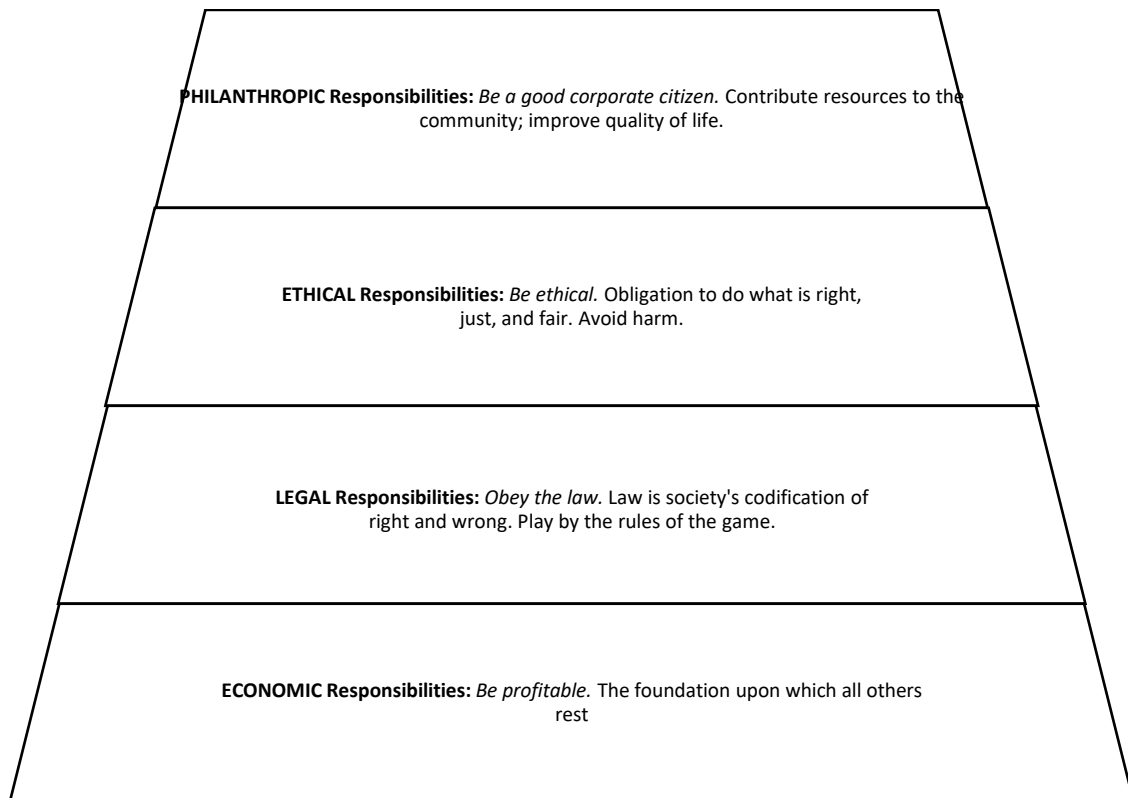 PHILANTHROPIC Responsibilities: Be a good corporate citizen. Contribute resources to the
community; improve quality of life.
ETHICAL Responsibilities: Be ethical. Obligation to do what is right,
just, and fair. Avoid harm.
LEGAL Responsibilities: Obey the law. Law is society's codification of
right and wrong. Play by the rules of the game.
ECONOMIC Responsibilities: Be profitable. The foundation upon which all others
rest